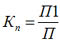 Kп = П1/П